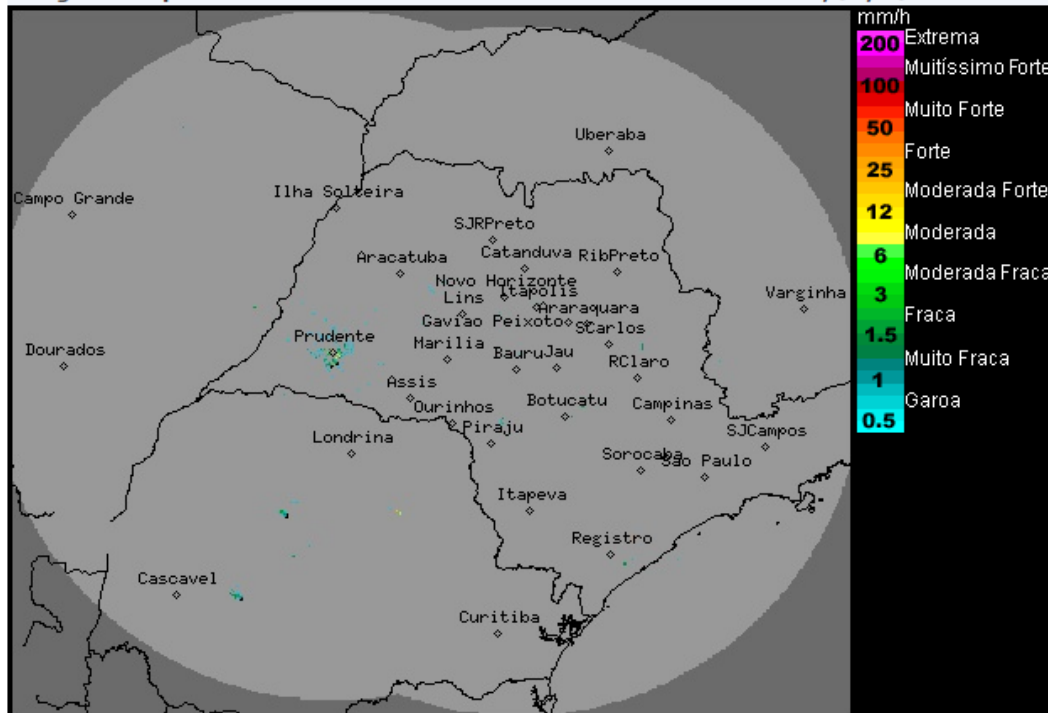 mm/h
200 Extrema
Muitíssimo Forte
100
Muito Forte
50
Forte
25
Moderada Forte
12
Moderada
6
Moderada Fraca
3
Fraca
1.5
Muito Fraca
1
Garoa
0.5
Uberaba
Campo Grande
Ilha Solteira
SJRPreto
Catanduva
Aracatuba
RibPreto
Novo Horizonte
Itapolis
Lins
Varginha
Araraquara
Gaviao Peixoto
SCarlos
Prudente
Marilia
Dourados
Bauru
Jau
RClaro
Assis
Botucatu
Campinas
Ourinhos
Piraju
Londrina
SJCampos
Sorocaba
Sao Paulo
Itapeva
Registro
Cascavel
Curitiba